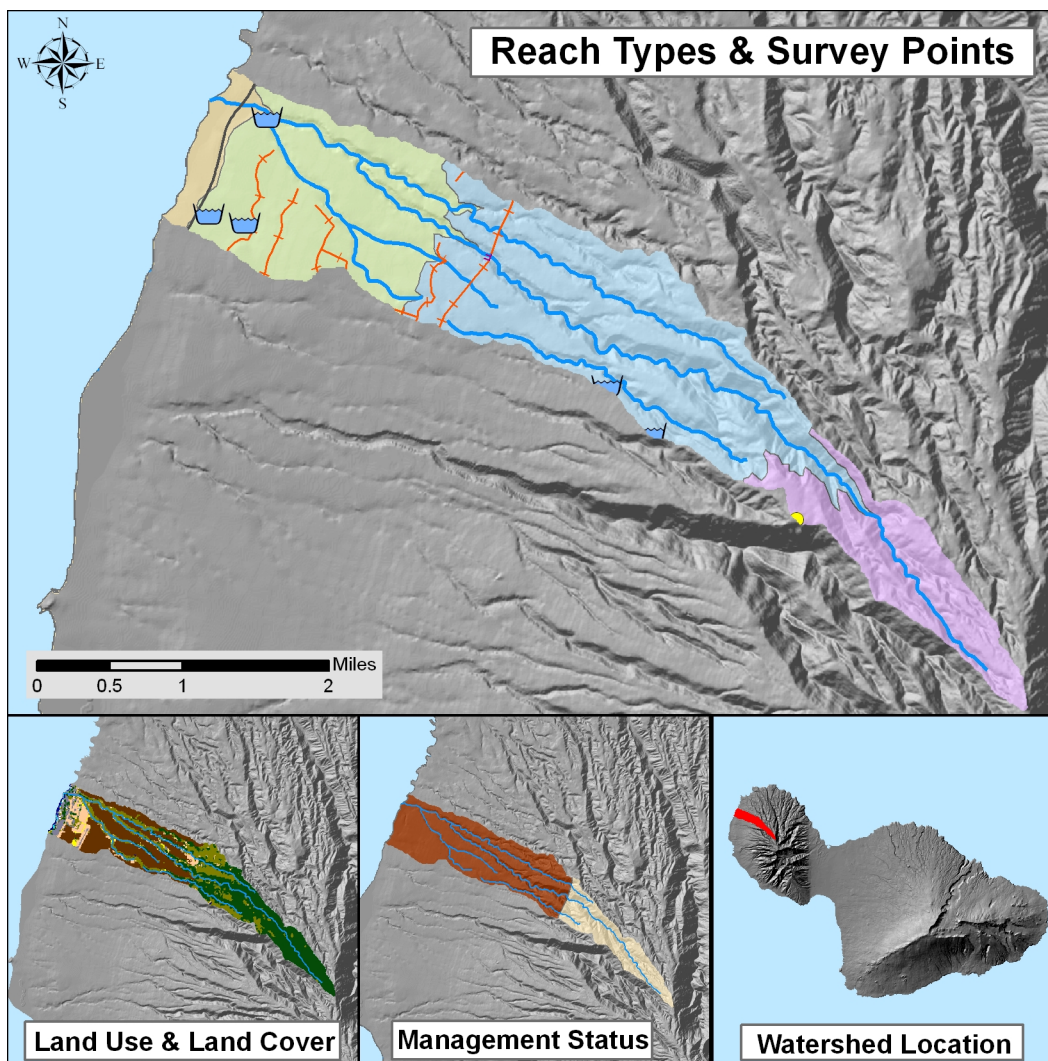 Reach Types & Survey Points
N
W E
S
Miles
0 0.5 1 2
Land Use & Land Cover
Management Status
Watershed Location